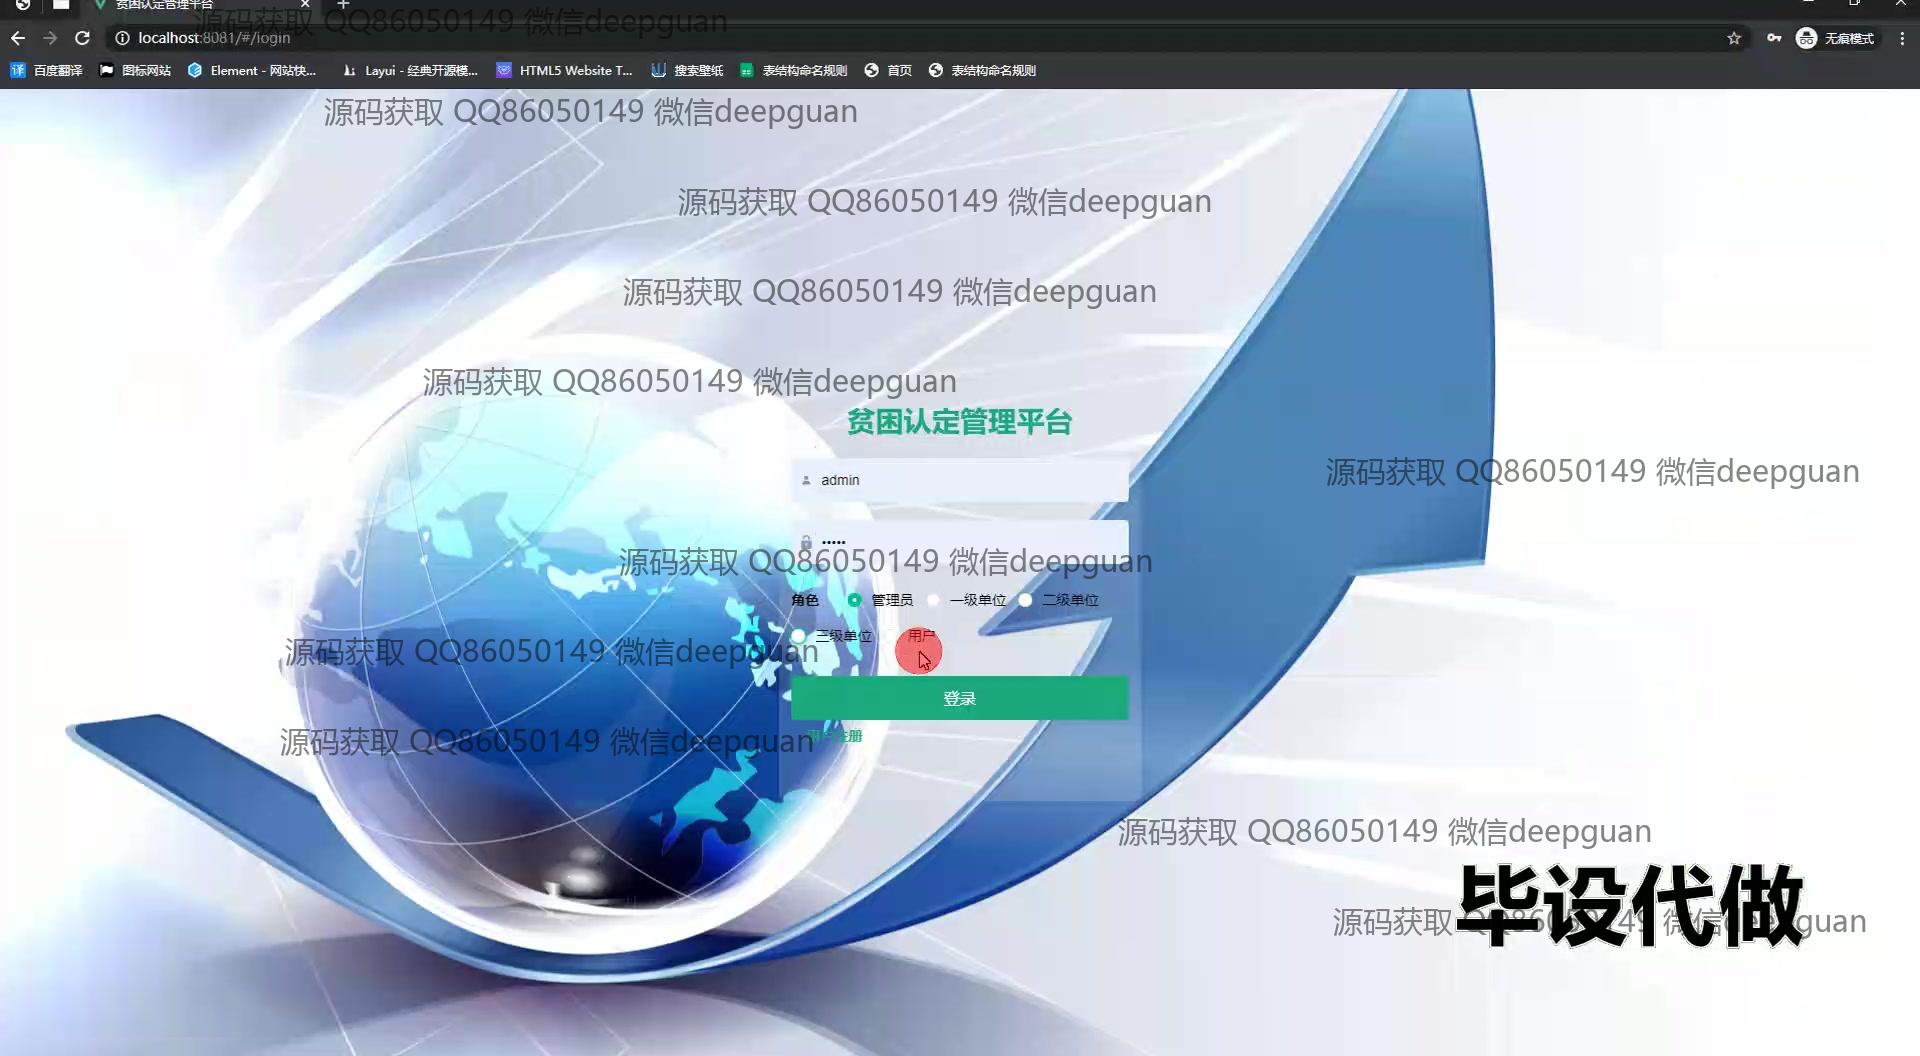 贫困认定管理平台
源码获取 QQ86050149 微信deepguan
localhost:8081/#/login
无痕模式
百度翻译 图标网站 Element - 网站快... Layui - 经典开源模... HTML5 Website T... 搜索壁纸 表结构命名规则 首页 表结构命名规则
源码获取 QQ86050149 微信deepguan
源码获取 QQ86050149 微信deepguan
源码获取 QQ86050149 微信deepguan
源码获取 QQ86050149 微信deepguan
贫困认定管理平台
源码获取 QQ86050149 微信deepguan
admin
源码获取 QQ86050149 微信deepguan
角色 管理员 一级单位 二级单位
三级单位 用户
源码获取 QQ86050149 微信deepguan
登录
源码获取 QQ86050149 微信deepguan
用户注册
源码获取 QQ86050149 微信deepguan
毕设代做
源码获取 QQ86050149 微信deepguan